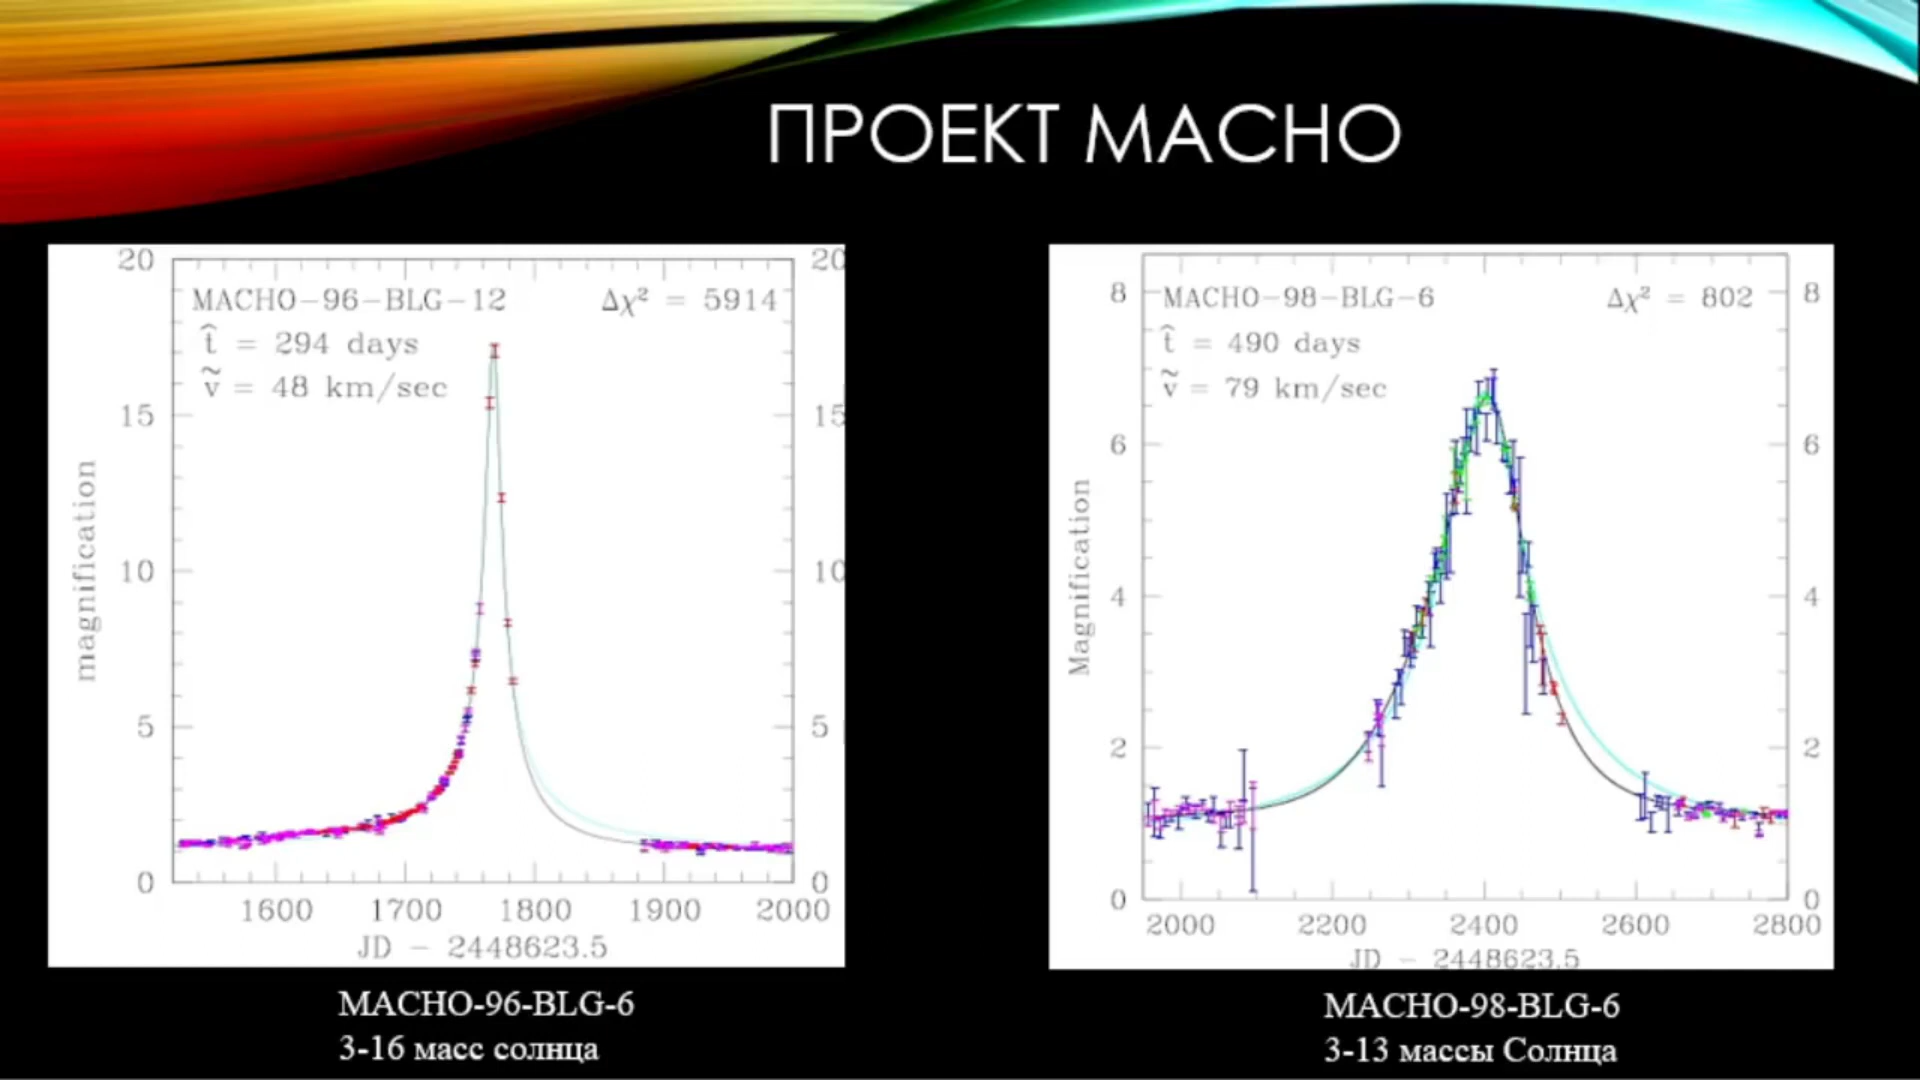 ПРОЕКТ MACHO
20
20
MACHO-96-BLG-12
Δχ² = 5914
t̂ = 294 days
ṽ = 48 km/sec
15
15
10
10
5
5
0
0
magnification
1600 1700 1800 1900 2000
JD - 2448623.5
MACHO-96-BLG-6
3-16 масс солнца
8
8
MACHO-98-BLG-6
Δχ² = 802
t̂ = 490 days
ṽ = 79 km/sec
6
6
4
4
2
2
0
0
Magnification
2000 2200 2400 2600 2800
JD - 2448623.5
MACHO-98-BLG-6
3-13 массы Солнца